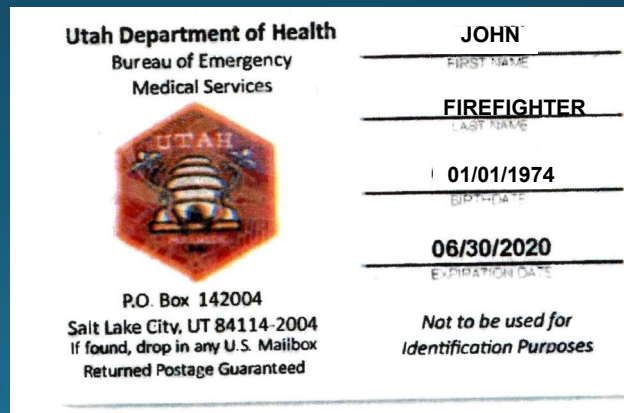 Utah Department of Health
Bureau of Emergency
Medical Services
UTAH
P.O. Box 142004
Salt Lake City, UT 84114-2004
If found, drop in any U.S. Mailbox
Returned Postage Guaranteed
JOHN
FIRST NAME
FIREFIGHTER
LAST NAME
01/01/1974
BIRTHDATE
06/30/2020
EXPIRATION DATE
Not to be used for
Identification Purposes